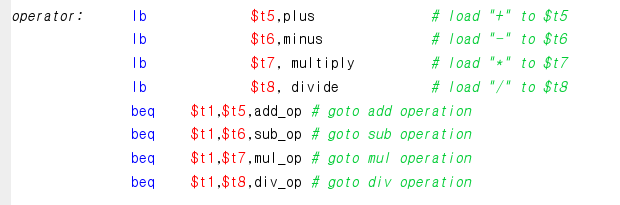 operator: lb $t5,plus # load "+" to $t5
lb $t6,minus # load "-" to $t6
lb $t7, multiply # load "*" to $t7
lb $t8, divide # load "/" to $t8
beq $t1,$t5,add_op # goto add operation
beq $t1,$t6,sub_op # goto sub operation
beq $t1,$t7,mul_op # goto mul operation
beq $t1,$t8,div_op # goto div operation